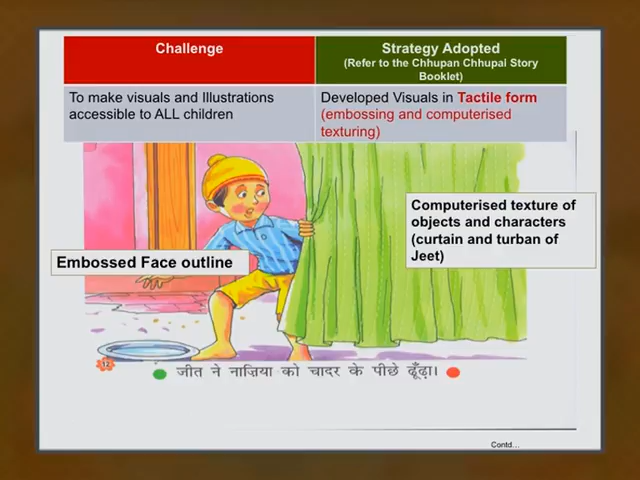 Challenge
Strategy Adopted
(Refer to the Chhupan Chhupai Story
Booklet)
To make visuals and Illustrations
accessible to ALL children
Developed Visuals in Tactile form
(embossing and computerised
texturing)
Computerised texture of
objects and characters
(curtain and turban of
Jeet)
Embossed Face outline
12
जीत ने नाज़िया को चादर के पीछे ढूँढ़ा।
Contd...